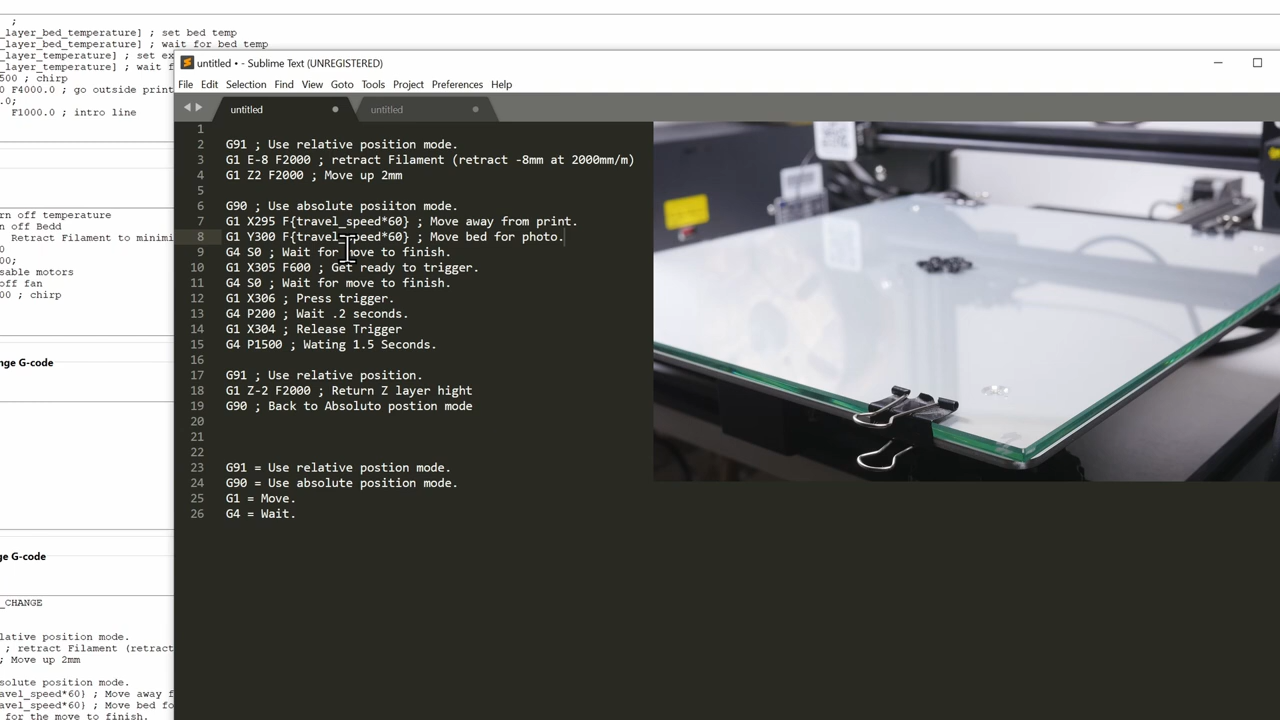 ;
_layer_bed_temperature] ; set bed temp
_layer_bed_temperature] ; wait for bed temp
_layer_temperature] ; set ex
_layer_temperature] ; wait f
500 ; chirp
0 F4000.0 ; go outside print
.0;
F1000.0 ; intro line
rn off temperature
n off Bedd
Retract Filament to minimi
0
00;
sable motors
off fan
00 ; chirp
nge G-code
ge G-code
_CHANGE
lative position mode.
; retract Filament (retract
; Move up 2mm
solute position mode.
avel_speed*60} ; Move away f
avel_speed*60} ; Move bed fo
for the move to finish.
untitled • - Sublime Text (UNREGISTERED)
File Edit Selection Find View Goto Tools Project Preferences Help
untitled untitled
1
2 G91 ; Use relative position mode.
3 G1 E-8 F2000 ; retract Filament (retract -8mm at 2000mm/m)
4 G1 Z2 F2000 ; Move up 2mm
5
6 G90 ; Use absolute posiiton mode.
7 G1 X295 F{travel_speed*60} ; Move away from print.
8 G1 Y300 F{travel_speed*60} ; Move bed for photo.
9 G4 S0 ; Wait for move to finish.
10 G1 X305 F600 ; Get ready to trigger.
11 G4 S0 ; Wait for move to finish.
12 G1 X306 ; Press trigger.
13 G4 P200 ; Wait .2 seconds.
14 G1 X304 ; Release Trigger
15 G4 P1500 ; Wating 1.5 Seconds.
16
17 G91 ; Use relative position.
18 G1 Z-2 F2000 ; Return Z layer hight
19 G90 ; Back to Absoluto postion mode
20
21
22
23 G91 = Use relative postion mode.
24 G90 = Use absolute position mode.
25 G1 = Move.
26 G4 = Wait.